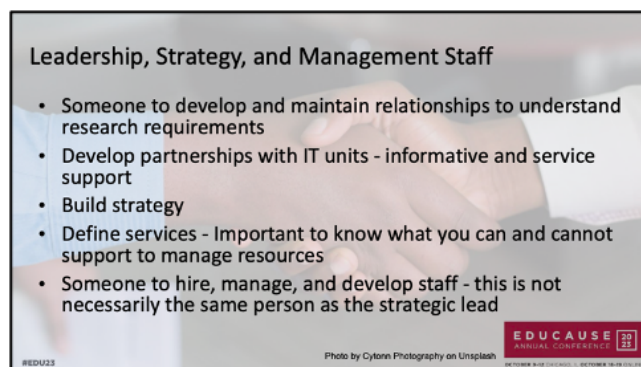 Leadership, Strategy, and Management Staff
• Someone to develop and maintain relationships to understand
research requirements
• Develop partnerships with IT units - informative and service
support
• Build strategy
• Define services - Important to know what you can and cannot
support to manage resources
• Someone to hire, manage, and develop staff - this is not
necessarily the same person as the strategic lead
EDUCAUSE
ANNUAL CONFERENCE
20
23
Photo by Cytonn Photography on Unsplash
#EDU23